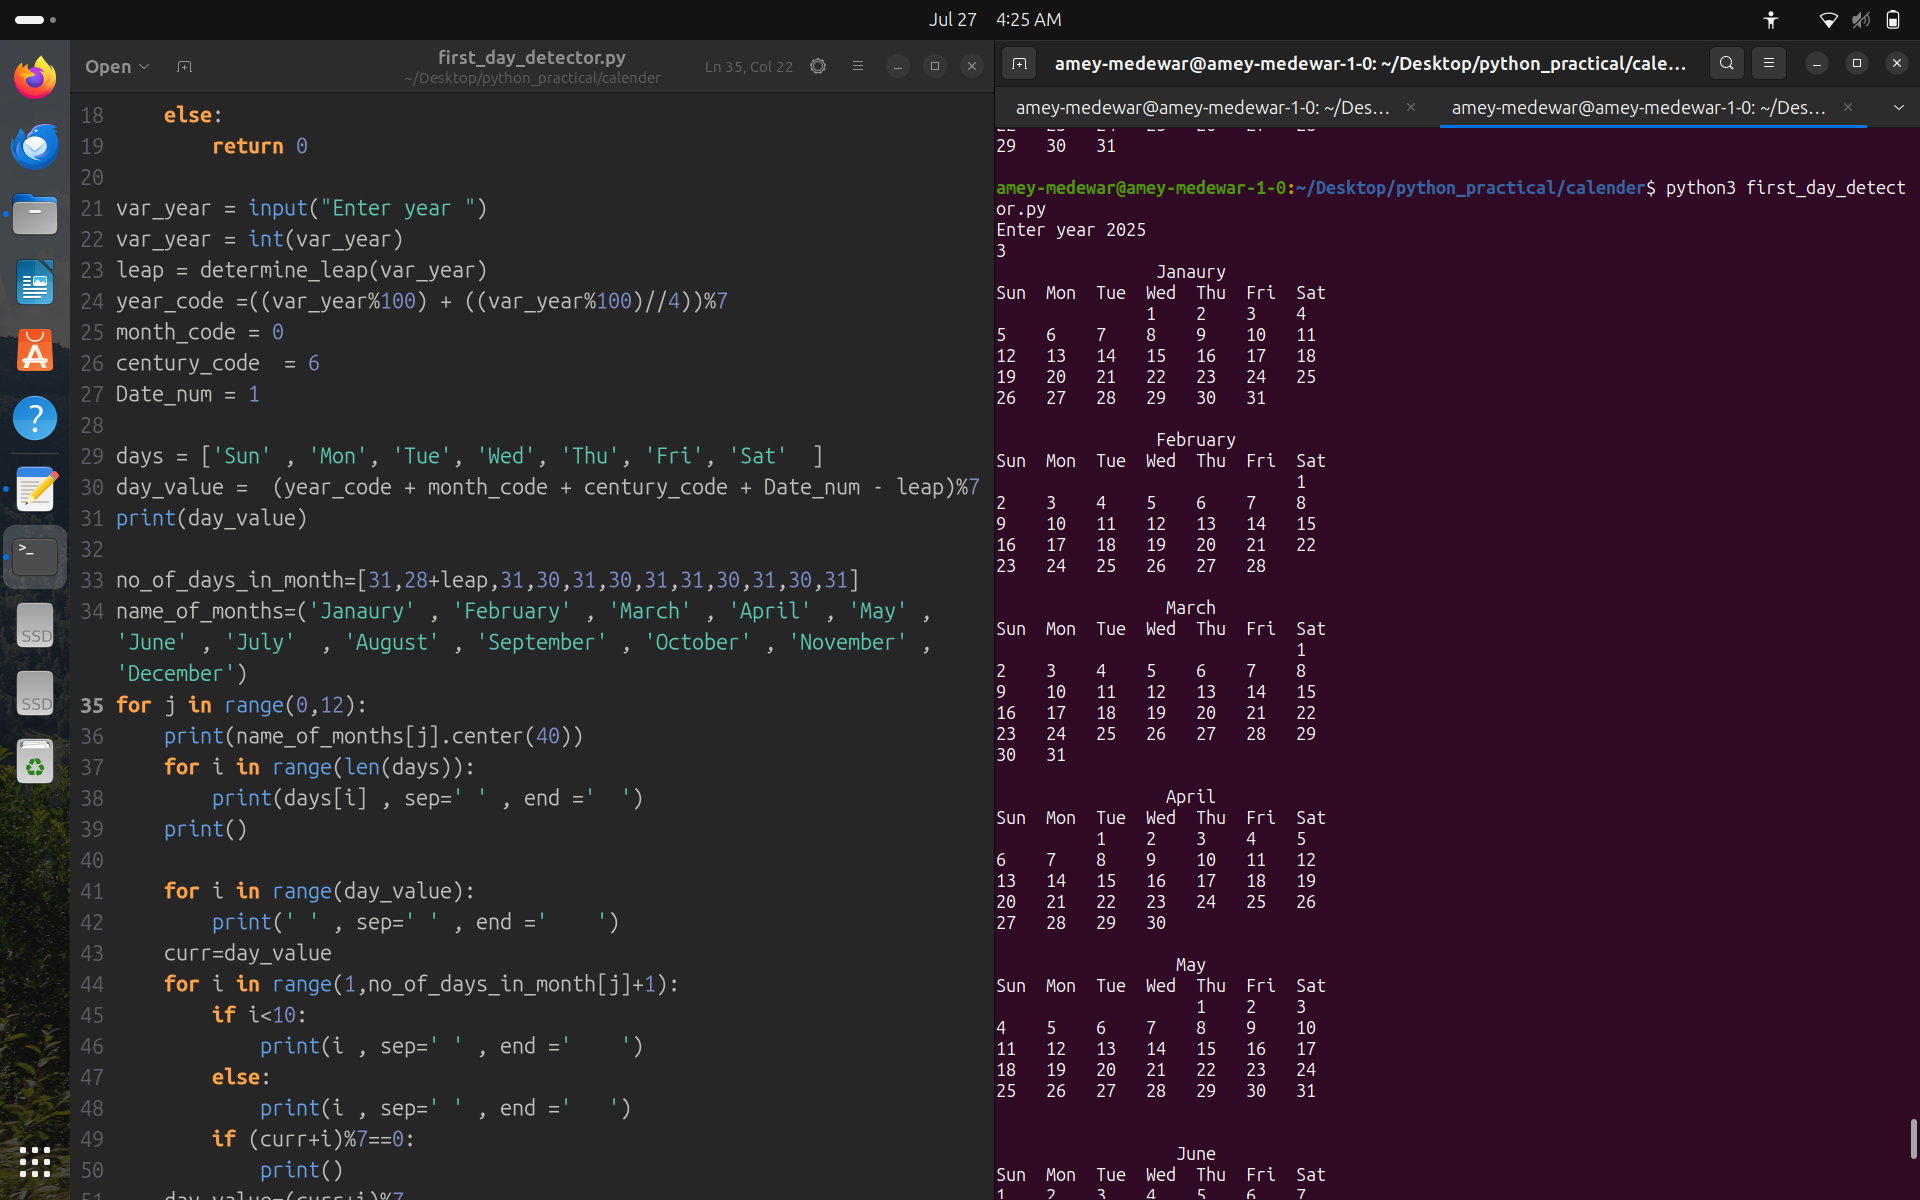 Jul 27 4:25 AM
Open
first_day_detector.py
~/Desktop/python_practical/calender
Ln 35, Col 22
18     else:
19         return 0
20
21 var_year = input("Enter year ")
22 var_year = int(var_year)
23 leap = determine_leap(var_year)
24 year_code =((var_year%100) + ((var_year%100)//4))%7
25 month_code = 0
26 century_code  = 6
27 Date_num = 1
28
29 days = ['Sun' , 'Mon', 'Tue', 'Wed', 'Thu', 'Fri', 'Sat'  ]
30 day_value =  (year_code + month_code + century_code + Date_num - leap)%7
31 print(day_value)
32
33 no_of_days_in_month=[31,28+leap,31,30,31,30,31,31,30,31,30,31]
34 name_of_months=('Janaury' , 'February' , 'March' , 'April' , 'May' ,
'June' , 'July'  , 'August' , 'September' , 'October' , 'November' ,
'December')
35 for j in range(0,12):
36     print(name_of_months[j].center(40))
37     for i in range(len(days)):
38         print(days[i] , sep=' ' , end ='  ')
39     print()
40
41     for i in range(day_value):
42         print(' ' , sep=' ' , end ='    ')
43     curr=day_value
44     for i in range(1,no_of_days_in_month[j]+1):
45         if i<10:
46             print(i , sep=' ' , end ='    ')
47         else:
48             print(i , sep=' ' , end ='   ')
49         if (curr+i)%7==0:
50             print()
51     day_value=(curr+i)%7
SSD
SSD
amey-medewar@amey-medewar-1-0: ~/Desktop/python_practical/cale...
amey-medewar@amey-medewar-1-0: ~/Des... amey-medewar@amey-medewar-1-0: ~/Des...
22 23 24 25 26 27 28
29 30 31
amey-medewar@amey-medewar-1-0:~/Desktop/python_practical/calender$ python3 first_day_detect
or.py
Enter year 2025
3
Janaury
Sun Mon Tue Wed Thu Fri Sat
1 2 3 4
5 6 7 8 9 10 11
12 13 14 15 16 17 18
19 20 21 22 23 24 25
26 27 28 29 30 31
February
Sun Mon Tue Wed Thu Fri Sat
1
2 3 4 5 6 7 8
9 10 11 12 13 14 15
16 17 18 19 20 21 22
23 24 25 26 27 28
March
Sun Mon Tue Wed Thu Fri Sat
1
2 3 4 5 6 7 8
9 10 11 12 13 14 15
16 17 18 19 20 21 22
23 24 25 26 27 28 29
30 31
April
Sun Mon Tue Wed Thu Fri Sat
1 2 3 4 5
6 7 8 9 10 11 12
13 14 15 16 17 18 19
20 21 22 23 24 25 26
27 28 29 30
May
Sun Mon Tue Wed Thu Fri Sat
1 2 3
4 5 6 7 8 9 10
11 12 13 14 15 16 17
18 19 20 21 22 23 24
25 26 27 28 29 30 31
June
Sun Mon Tue Wed Thu Fri Sat
1 2 3 4 5 6 7